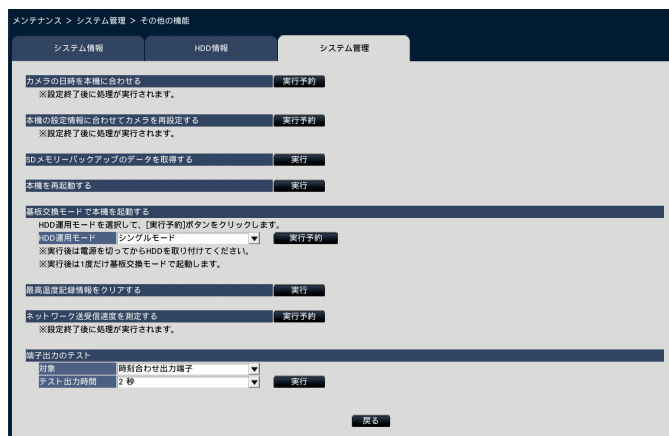 メンテナンス > システム管理 > その他の機能
システム情報 HDD情報 システム管理
カメラの日時を本機に合わせる 実行予約
※設定終了後に処理が実行されます。
本機の設定情報に合わせてカメラを再設定する 実行予約
※設定終了後に処理が実行されます。
SDメモリーバックアップのデータを取得する 実行
本機を再起動する 実行
基板交換モードで本機を起動する
HDD運用モードを選択して、[実行予約]ボタンをクリックします。
HDD運用モード シングルモード 実行予約
※実行後は電源を切ってからHDDを取り付けてください。
※実行後は1度だけ基板交換モードで起動します。
最高温度記録情報をクリアする 実行
ネットワーク送受信速度を測定する 実行予約
※設定終了後に処理が実行されます。
端子出力のテスト
対象 時刻合わせ出力端子
テスト出力時間 2 秒 実行
戻る